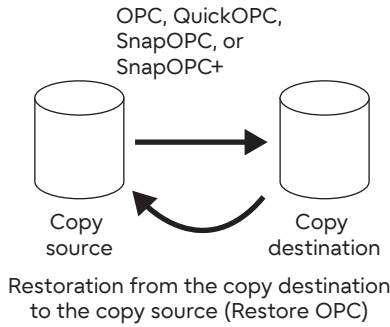 OPC, QuickOPC,
SnapOPC, or
SnapOPC+
Copy
source
Copy
destination
Restoration from the copy destination
to the copy source (Restore OPC)